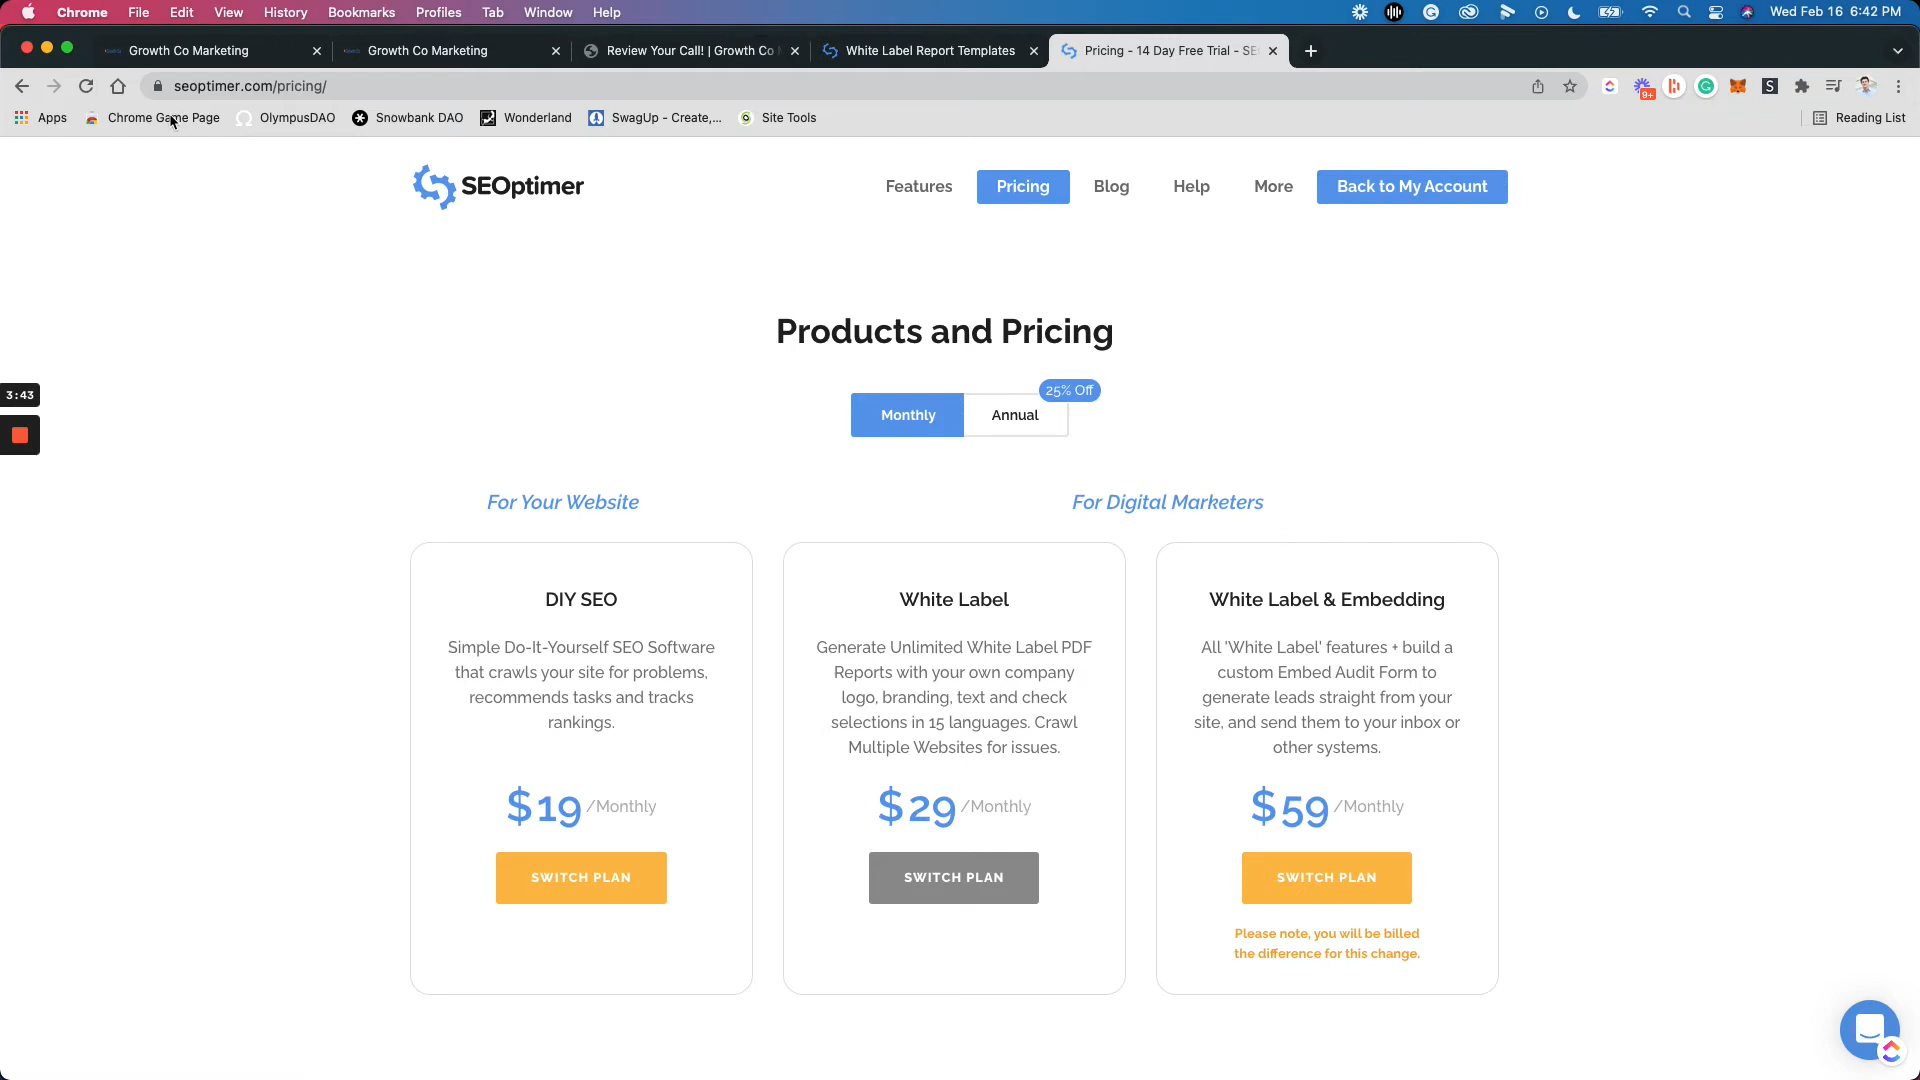 Chrome File Edit View History Bookmarks Profiles Tab Window Help Wed Feb 16 6:42 PM
Growth Co Marketing Growth Co Marketing Review Your Call! | Growth Co White Label Report Templates Pricing - 14 Day Free Trial - SE
seoptimer.com/pricing/
9+
Apps Chrome Game Page OlympusDAO Snowbank DAO Wonderland SwagUp - Create,... Site Tools Reading List
SEOptimer Features Pricing Blog Help More Back to My Account
Products and Pricing
25% Off
Monthly Annual
3:43
For Your Website For Digital Marketers
DIY SEO
Simple Do-It-Yourself SEO Software
that crawls your site for problems,
recommends tasks and tracks
rankings.
$19 /Monthly
SWITCH PLAN
White Label
Generate Unlimited White Label PDF
Reports with your own company
logo, branding, text and check
selections in 15 languages. Crawl
Multiple Websites for issues.
$29 /Monthly
SWITCH PLAN
White Label & Embedding
All 'White Label' features + build a
custom Embed Audit Form to
generate leads straight from your
site, and send them to your inbox or
other systems.
$59 /Monthly
SWITCH PLAN
Please note, you will be billed
the difference for this change.